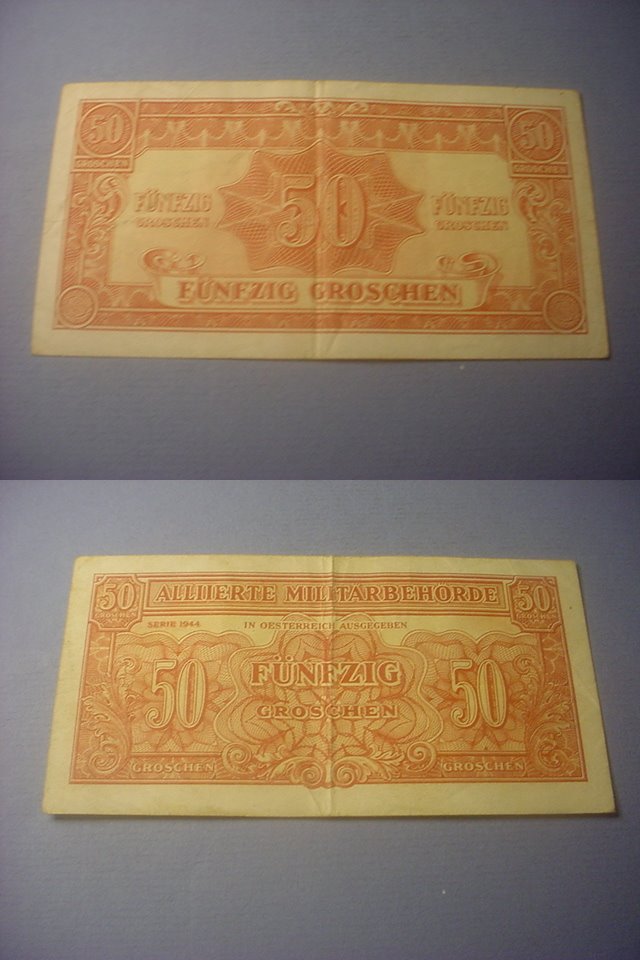 50 50
GROSCHEN GROSCHEN
FÜNFZIG 50 FÜNFZIG
GROSCHEN GROSCHEN
FÜNFZIG GROSCHEN
50 ALLIIERTE MILITÄRBEHÖRDE 50
GROSCHEN GROSCHEN
SERIE 1944 IN OESTERREICH AUSGEGEBEN
50 FÜNFZIG 50
GROSCHEN
GROSCHEN GROSCHEN